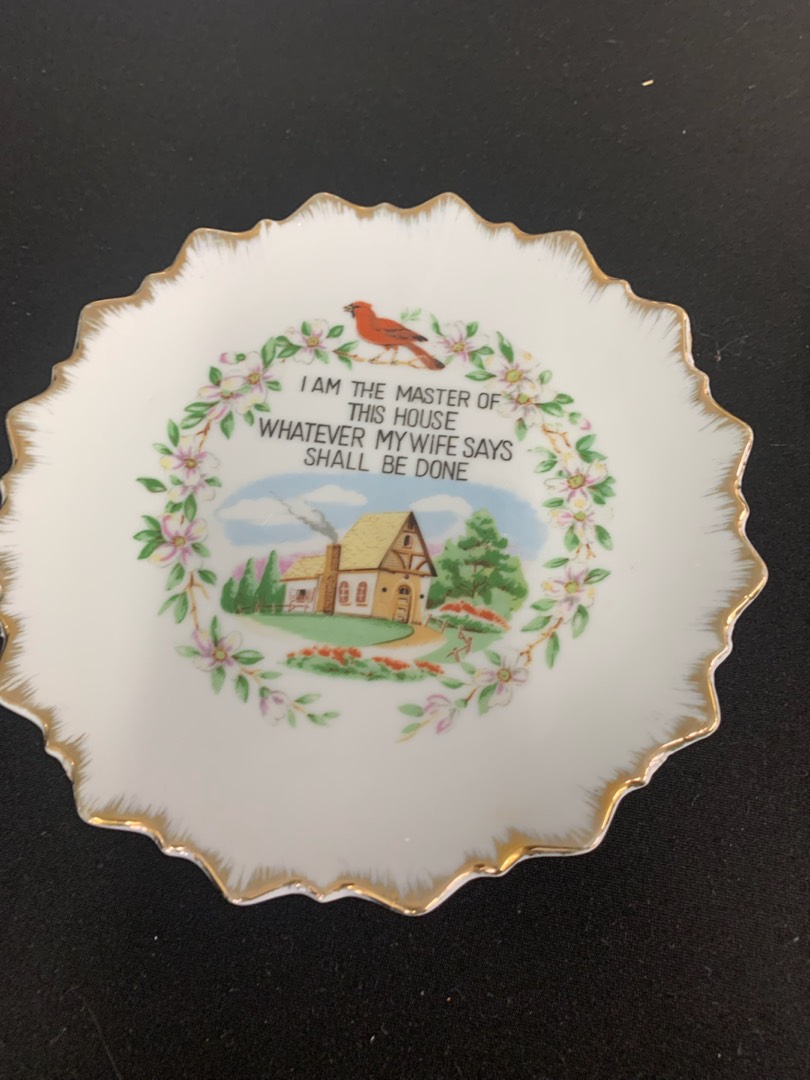 I AM THE MASTER OF
THIS HOUSE
WHATEVER MY WIFE SAYS
SHALL BE DONE